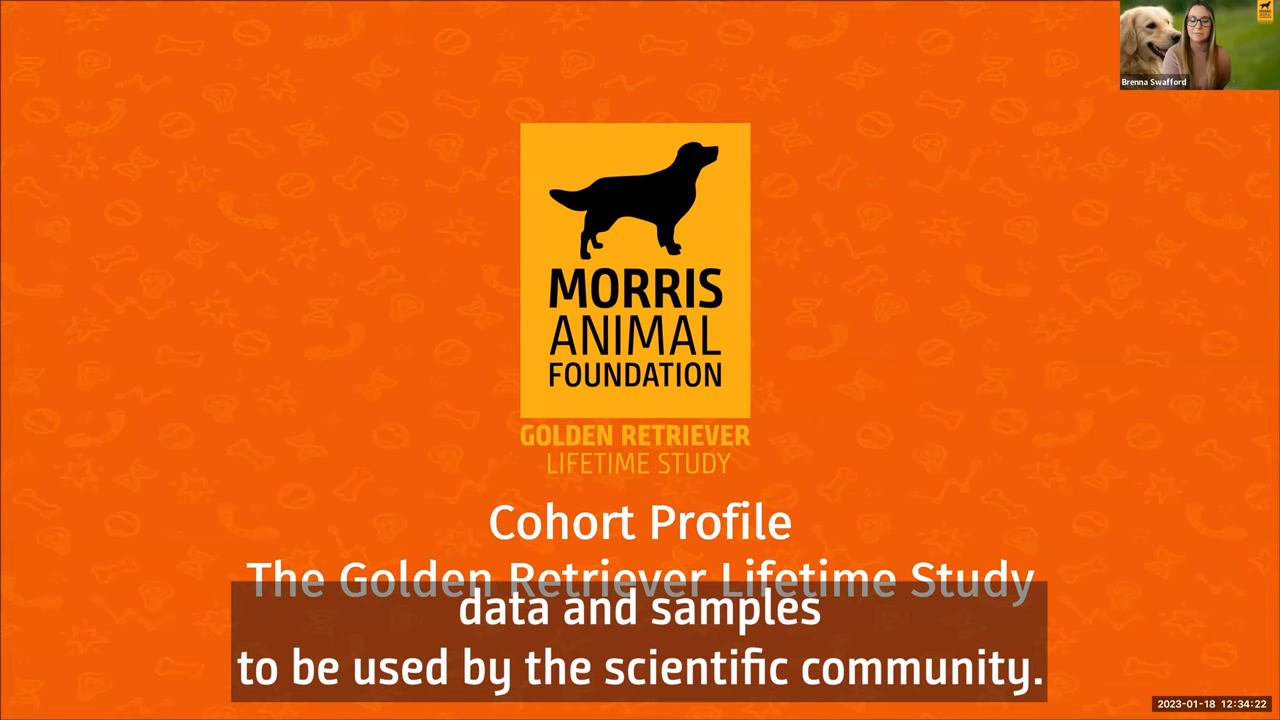 Brenna Swafford
MORRIS
ANIMAL
FOUNDATION
GOLDEN RETRIEVER
LIFETIME STUDY
Cohort Profile
The Golden Retriever Lifetime Study
data and samples
to be used by the scientific community.
2023-01-18 12:34:22